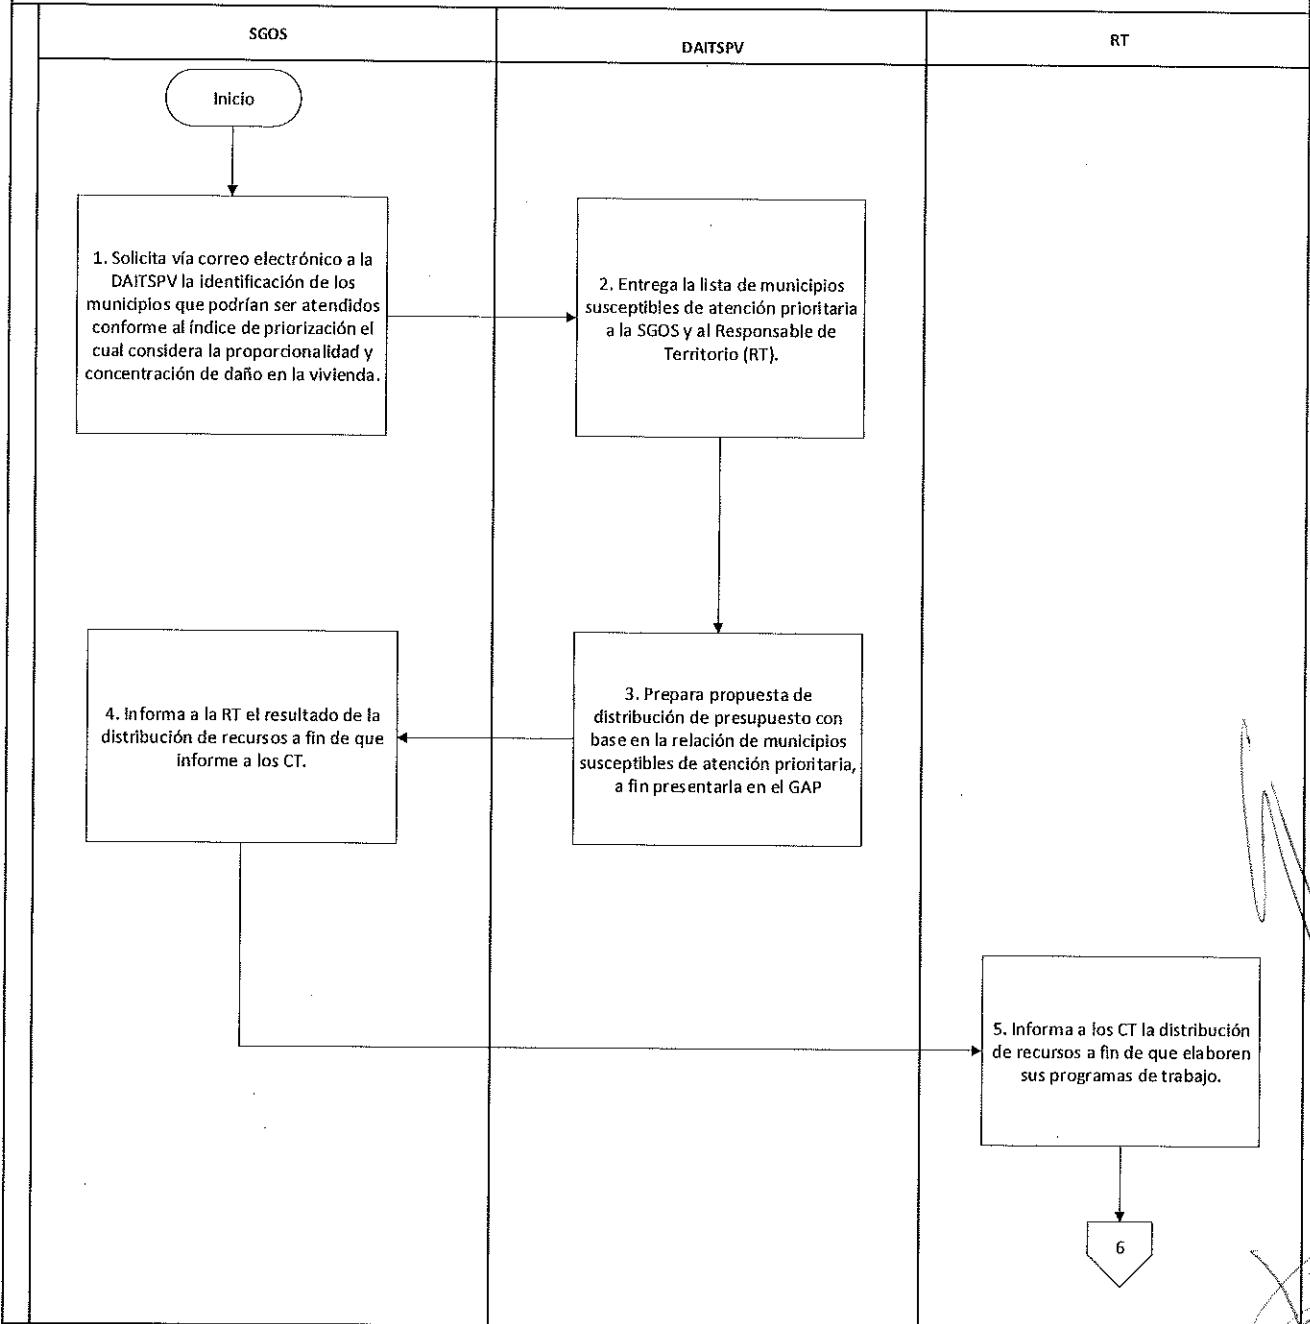 SGOS
DAITSPV
RT
Inicio
1. Solicita vía correo electrónico a la
DAITSPV la identificación de los
municipios que podrían ser atendidos
conforme al índice de priorización el
cual considera la proporcionalidad y
concentración de daño en la vivienda.
2. Entrega la lista de municipios
susceptibles de atención prioritaria
a la SGOS y al Responsable de
Territorio (RT).
3. Prepara propuesta de
distribución de presupuesto con
base en la relación de municipios
susceptibles de atención prioritaria,
a fin presentarla en el GAP
4. Informa a la RT el resultado de la
distribución de recursos a fin de que
informe a los CT.
5. Informa a los CT la distribución
de recursos a fin de que elaboren
sus programas de trabajo.
6